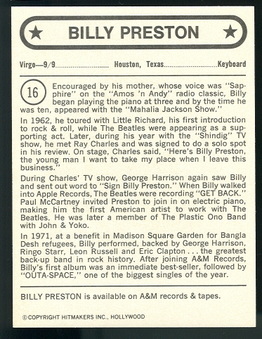 BILLY PRESTON
Virgo—9/9 Houston, Texas Keyboard
16 Encouraged by his mother, whose voice was "Sap-
phire" on the "Amos 'n Andy" radio classic, Billy
began playing the piano at three and by the time he
was ten, appeared with the "Mahalia Jackson Show."
In 1962, he toured with Little Richard, his first introduction
to rock & roll, while The Beatles were appearing as a sup-
porting act. Later, during his year with the "Shindig" TV
show, he met Ray Charles and was signed to do a solo spot
in his review. On stage, Charles said, "Here's Billy Preston,
the young man I want to take my place when I leave this
business."
During Charles' TV show, George Harrison again saw Billy
and sent out word to "Sign Billy Preston." When Billy walked
into Apple Records, The Beatles were recording "GET BACK."
Paul McCartney invited Preston to join in on electric piano,
making him the first American artist to work with The
Beatles. He was later a member of The Plastic Ono Band
with John & Yoko.
In 1971, at a benefit in Madison Square Garden for Bangla
Desh refugees, Billy performed, backed by George Harrison,
Ringo Starr, Leon Russell and Eric Clapton... the greatest
back-up band in rock history. After joining A&M Records,
Billy's first album was an immediate best-seller, followed by
"OUTA-SPACE," one of the biggest singles of the year.
BILLY PRESTON is available on A&M records & tapes.
©COPYRIGHT HITMAKERS INC., HOLLYWOOD